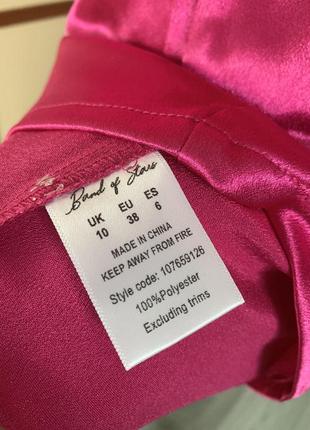 Band of Stars
UK EU ES
10 38 6
MADE IN CHINA
KEEP AWAY FROM FIRE
Style code: 107659126
100%Polyester
Excluding trims